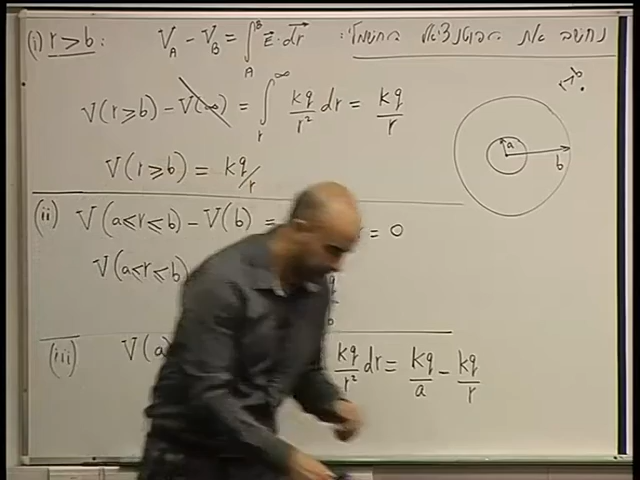 נחשב את הפוטנציאל החשמלי:
(i) r > b : V_A - V_B = ∫_A^B E⃗ · dr⃗
V(r ≥ b) - V(∞) = ∫_r^∞ kq/r² dr = kq/r
V(r ≥ b) = kq/r
a
b
(ii) V(a ≤ r ≤ b) - V(b) = = 0
V(a ≤ r ≤ b)
(iii) V(a kq/r² dr = kq/a - kq/r